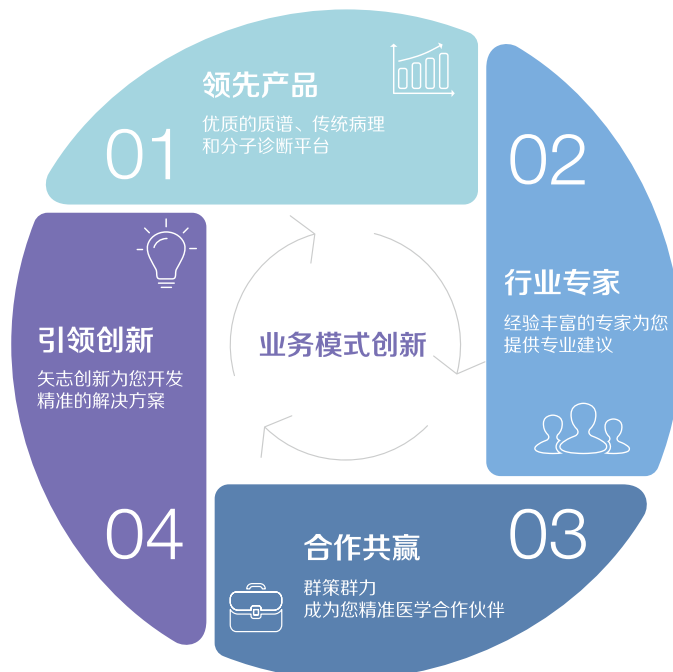 01
领先产品
优质的质谱、传统病理
和分子诊断平台
02
行业专家
经验丰富的专家为您
提供专业建议
03
合作共赢
群策群力
成为您精准医学合作伙伴
04
引领创新
矢志创新为您开发
精准的解决方案
业务模式创新